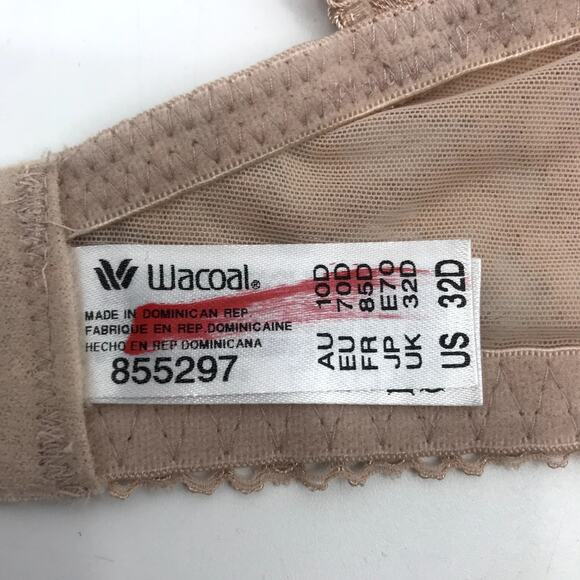 Wacoal®
MADE IN DOMINICAN REP.
FABRIQUE EN REP.DOMINICAINE
HECHO EN REP DOMINICANA
855297
AU 10D
EU 70D
FR 85D
JP E70
UK 32D
US 32D